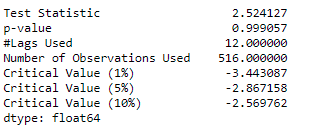 Test Statistic 2.524127
p-value 0.999057
#Lags Used 12.000000
Number of Observations Used 516.000000
Critical Value (1%) -3.443087
Critical Value (5%) -2.867158
Critical Value (10%) -2.569762
dtype: float64